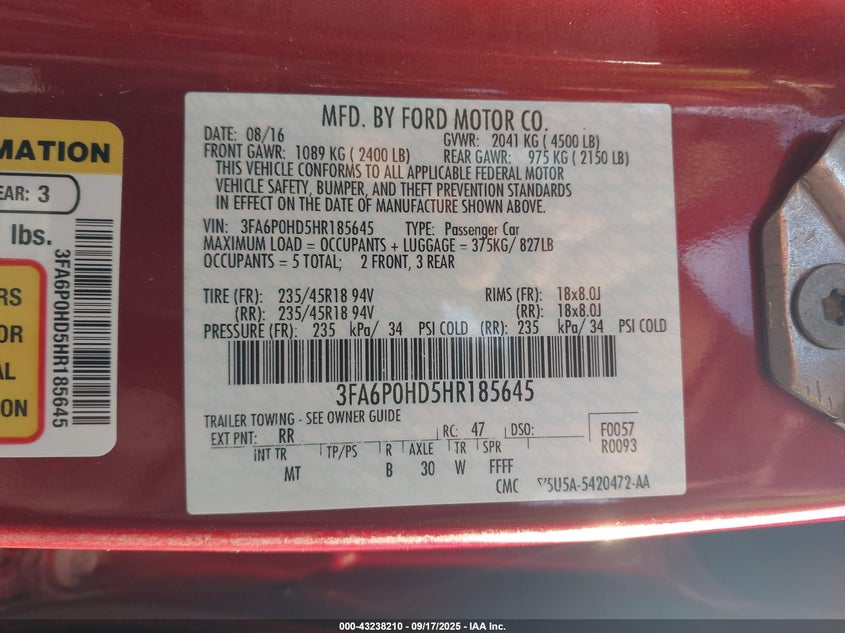 MFD. BY FORD MOTOR CO.
DATE: 08/16 GVWR: 2041 KG ( 4500 LB)
FRONT GAWR: 1089 KG ( 2400 LB) REAR GAWR: 975 KG ( 2150 LB)
THIS VEHICLE CONFORMS TO ALL APPLICABLE FEDERAL MOTOR
VEHICLE SAFETY, BUMPER, AND THEFT PREVENTION STANDARDS
IN EFFECT ON THE DATE OF MANUFACTURE SHOWN ABOVE.
VIN: 3FA6P0HD5HR185645 TYPE: Passenger Car
MAXIMUM LOAD = OCCUPANTS + LUGGAGE = 375KG/ 827LB
OCCUPANTS = 5 TOTAL; 2 FRONT, 3 REAR
TIRE (FR): 235/45R18 94V RIMS (FR): 18x8.0J
(RR): 235/45R18 94V (RR): 18x8.0J
PRESSURE (FR): 235 kPa/ 34 PSI COLD (RR): 235 kPa/ 34 PSI COLD
3FA6P0HD5HR185645
TRAILER TOWING - SEE OWNER GUIDE
EXT PNT: RR RC: 47 DSO: F0057
R0093
INT TR TP/PS R AXLE TR SPR
MT B 30 W FFFF
CMC 5U5A-5420472-AA
MATION
EAR: 3
lbs.
RS
OR
AL
ON
3FA6P0HD5HR185645
000-43238210 - 09/17/2025 - IAA Inc.